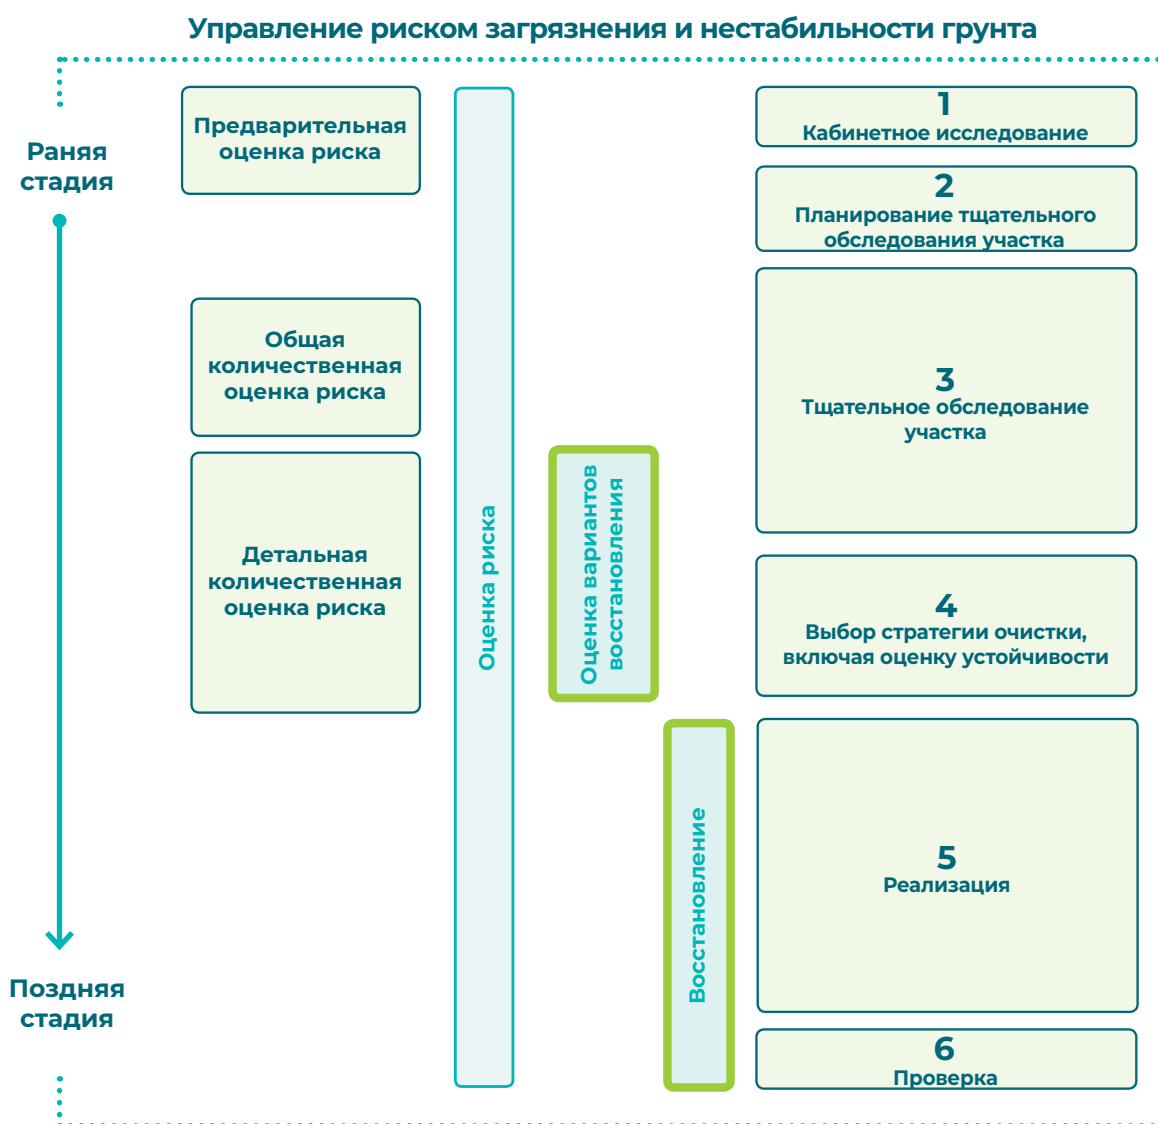 Управление риском загрязнения и нестабильности грунта
Раняя
стадия
Поздняя
стадия
Предварительная
оценка риска
Общая
количественная
оценка риска
Детальная
количественная
оценка риска
Оценка риска
Оценка вариантов
восстановления
Восстановление
1
Кабинетное исследование
2
Планирование тщательного
обследования участка
3
Тщательное обследование
участка
4
Выбор стратегии очистки,
включая оценку устойчивости
5
Реализация
6
Проверка